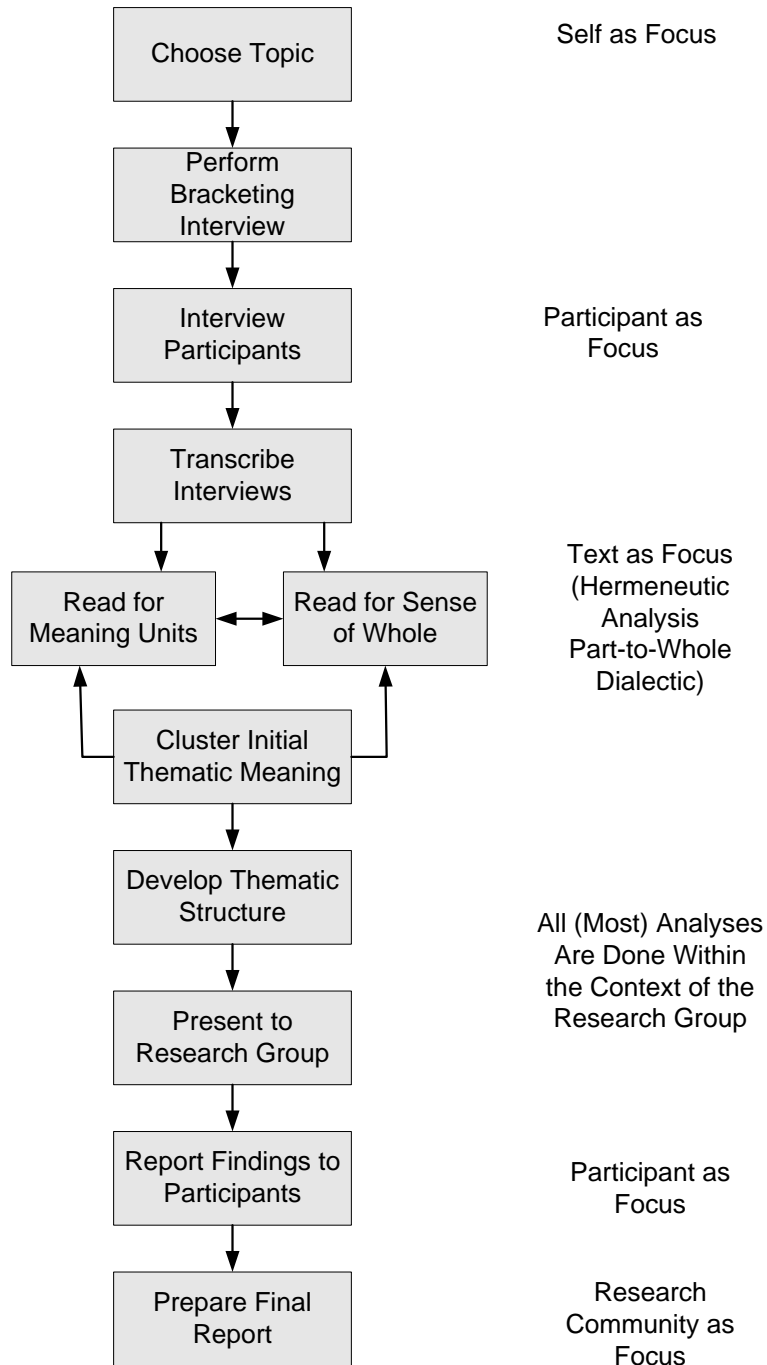 Choose Topic
Self as Focus
Perform
Bracketing
Interview
Interview
Participants
Participant as
Focus
Transcribe
Interviews
Read for
Meaning Units
Read for Sense
of Whole
Text as Focus
(Hermeneutic
Analysis
Part-to-Whole
Dialectic)
Cluster Initial
Thematic Meaning
Develop Thematic
Structure
All (Most) Analyses
Are Done Within
the Context of the
Research Group
Present to
Research Group
Report Findings to
Participants
Participant as
Focus
Prepare Final
Report
Research
Community as
Focus